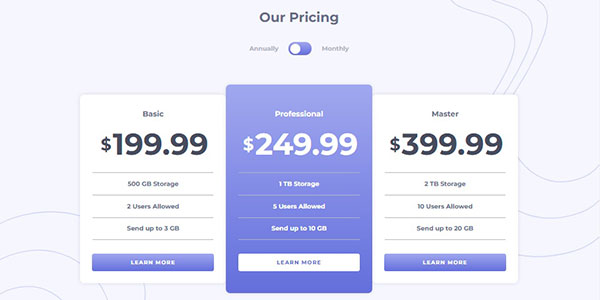 Our Pricing
Annually Monthly
Basic
$199.99
500 GB Storage
2 Users Allowed
Send up to 3 GB
LEARN MORE
Professional
$249.99
1 TB Storage
5 Users Allowed
Send up to 10 GB
LEARN MORE
Master
$399.99
2 TB Storage
10 Users Allowed
Send up to 20 GB
LEARN MORE